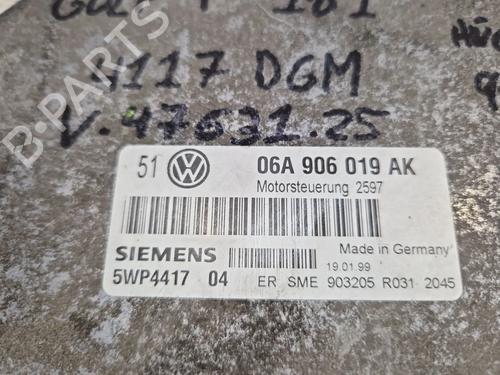 4117 DGM
V.47631.25
51 06A 906 019 AK
Motorsteuerung 2597
SIEMENS
Made in Germany
19.01.99
5WP4417 04 ER SME 903205 R031 2045
B-PARTS